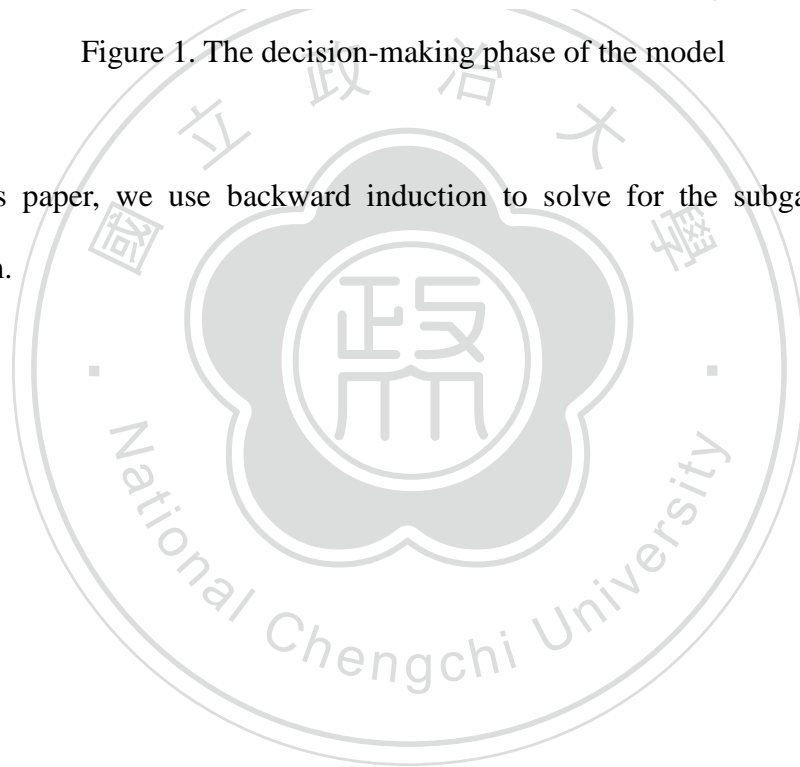 Figure 1. The decision-making phase of the model
國立政治大學
s paper, we use backward induction to solve for the subga
n.
政
National Chengchi University